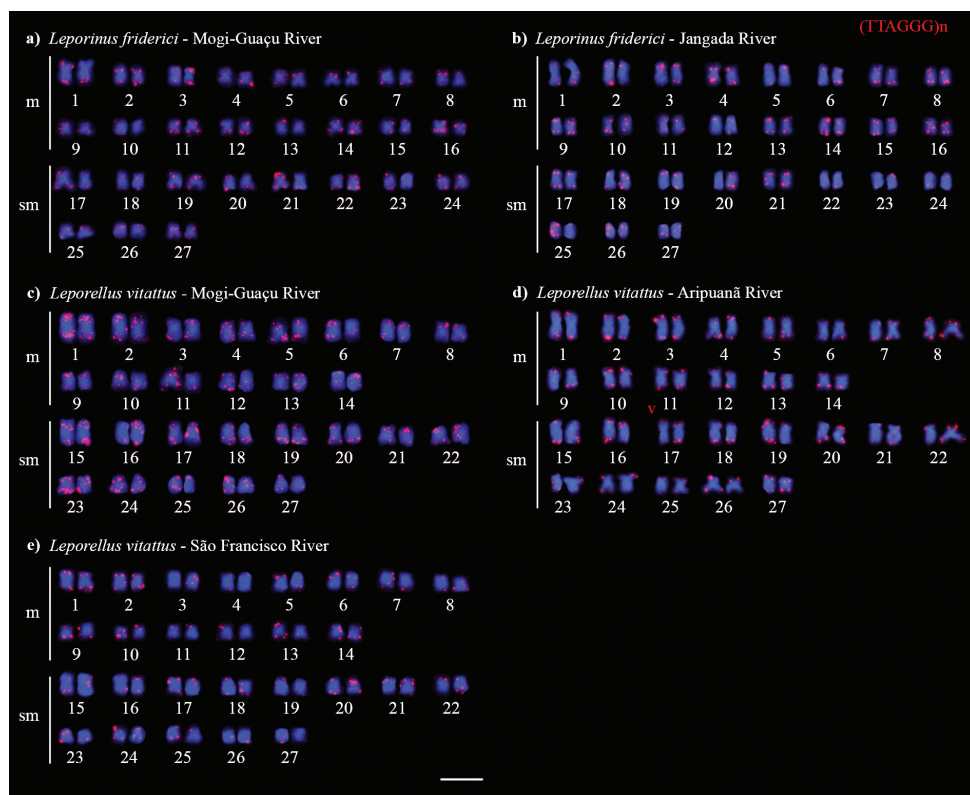 (TTAGGG)n
a) Leporinus friderici - Mogi-Guaçu River
m
1 2 3 4 5 6 7 8
9 10 11 12 13 14 15 16
sm
17 18 19 20 21 22 23 24
25 26 27
b) Leporinus friderici - Jangada River
m
1 2 3 4 5 6 7 8
9 10 11 12 13 14 15 16
sm
17 18 19 20 21 22 23 24
25 26 27
c) Leporellus vitattus - Mogi-Guaçu River
m
1 2 3 4 5 6 7 8
9 10 11 12 13 14
sm
15 16 17 18 19 20 21 22
23 24 25 26 27
d) Leporellus vitattus - Aripuanã River
m
1 2 3 4 5 6 7 8
9 10 11 12 13 14
v
sm
15 16 17 18 19 20 21 22
23 24 25 26 27
e) Leporellus vitattus - São Francisco River
m
1 2 3 4 5 6 7 8
9 10 11 12 13 14
sm
15 16 17 18 19 20 21 22
23 24 25 26 27